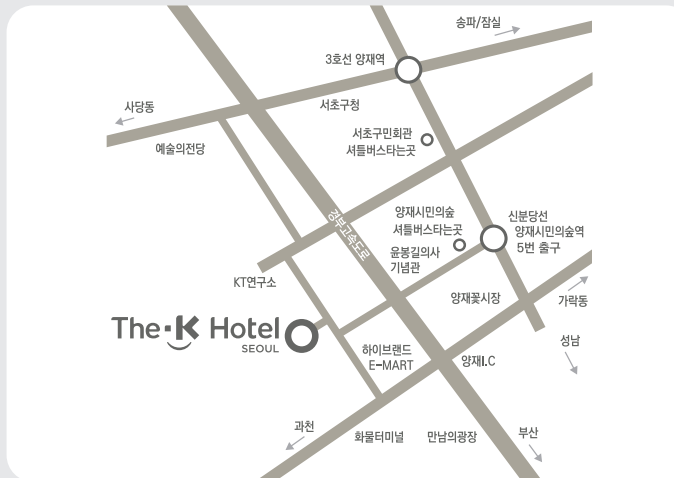 송파/잠실
3호선 양재역
사당동
서초구청
예술의전당
서초구민회관
셔틀버스타는곳
경부고속도로
양재시민의숲
셔틀버스타는곳
신분당선
양재시민의숲역
5번 출구
윤봉길의사
기념관
KT연구소
양재꽃시장
가락동
The K Hotel
SEOUL
하이브랜드
E-MART
양재I.C
성남
과천
화물터미널
만남의광장
부산